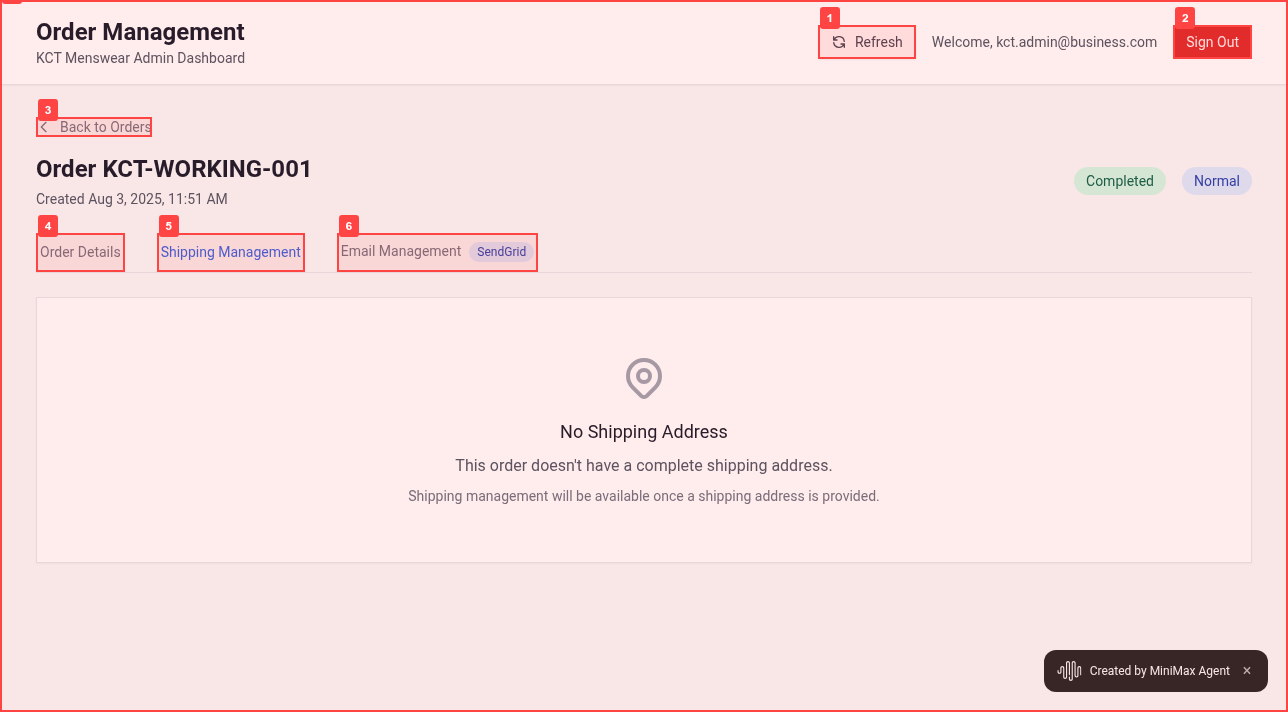 Order Management
KCT Menswear Admin Dashboard
1
Refresh
Welcome, kct.admin@business.com
2
Sign Out
3
Back to Orders
Order KCT-WORKING-001
Created Aug 3, 2025, 11:51 AM
Completed
Normal
4
Order Details
5
Shipping Management
6
Email Management SendGrid
No Shipping Address
This order doesn't have a complete shipping address.
Shipping management will be available once a shipping address is provided.
Created by MiniMax Agent ×